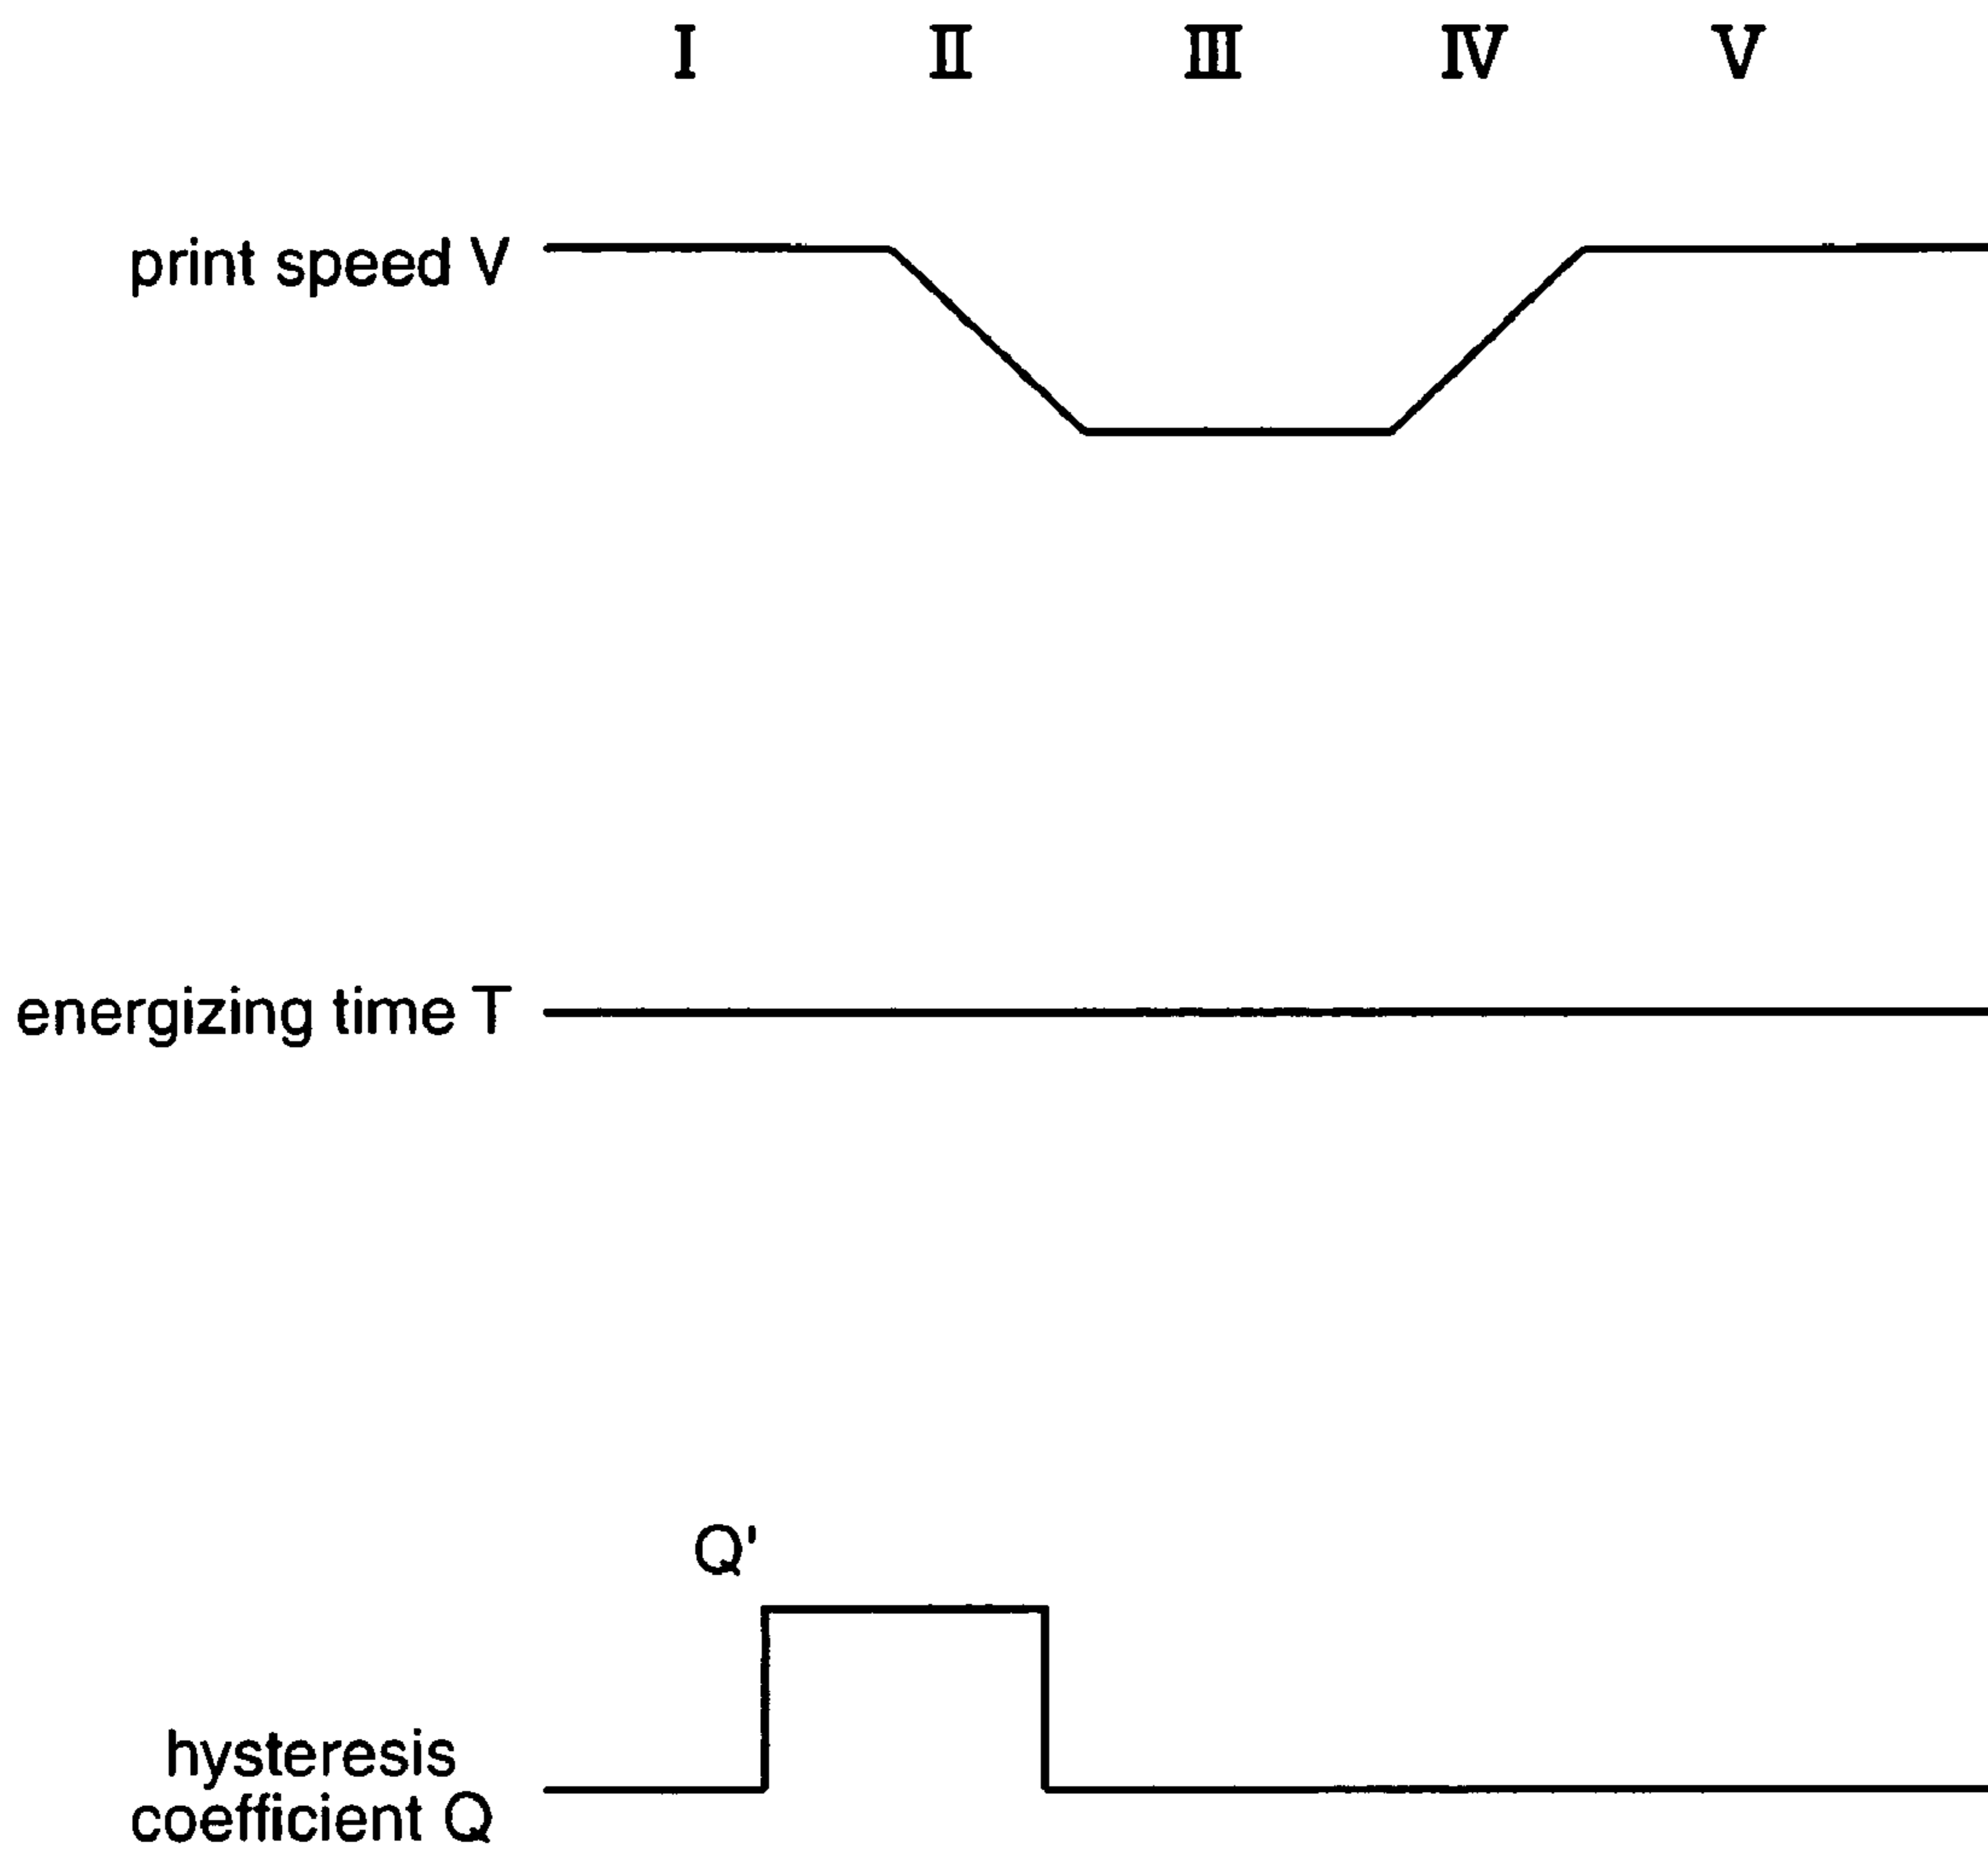 I II III IV V
print speed V
energizing time T
Q'
hysteresis
coefficient Q